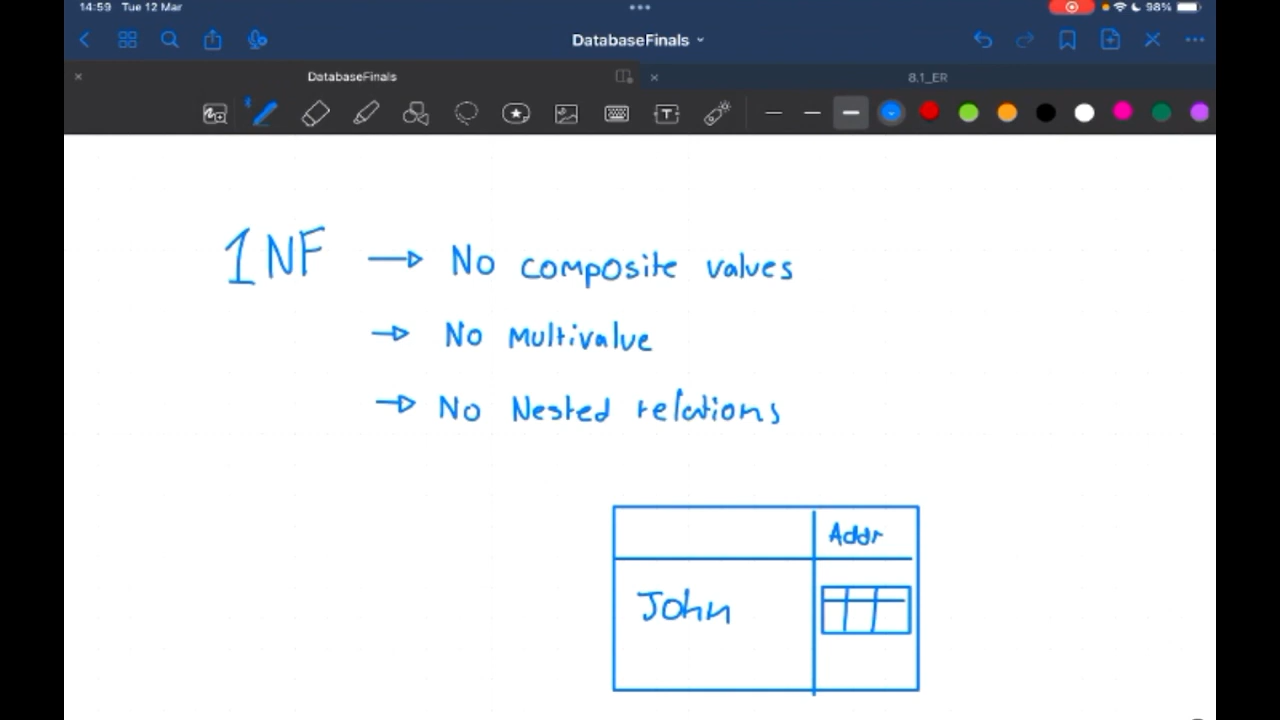 14:59 Tue 12 Mar 98%
DatabaseFinals
DatabaseFinals 8.1_ER
T
1NF → No composite values
→ No Multivalue
→ No Nested relations
Addr
John